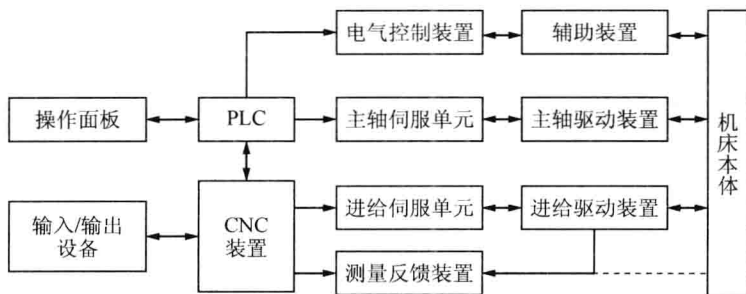 电气控制装置
辅助装置
操作面板
PLC
主轴伺服单元
主轴驱动装置
机床本体
输入/输出
设备
CNC
装置
进给伺服单元
进给驱动装置
测量反馈装置